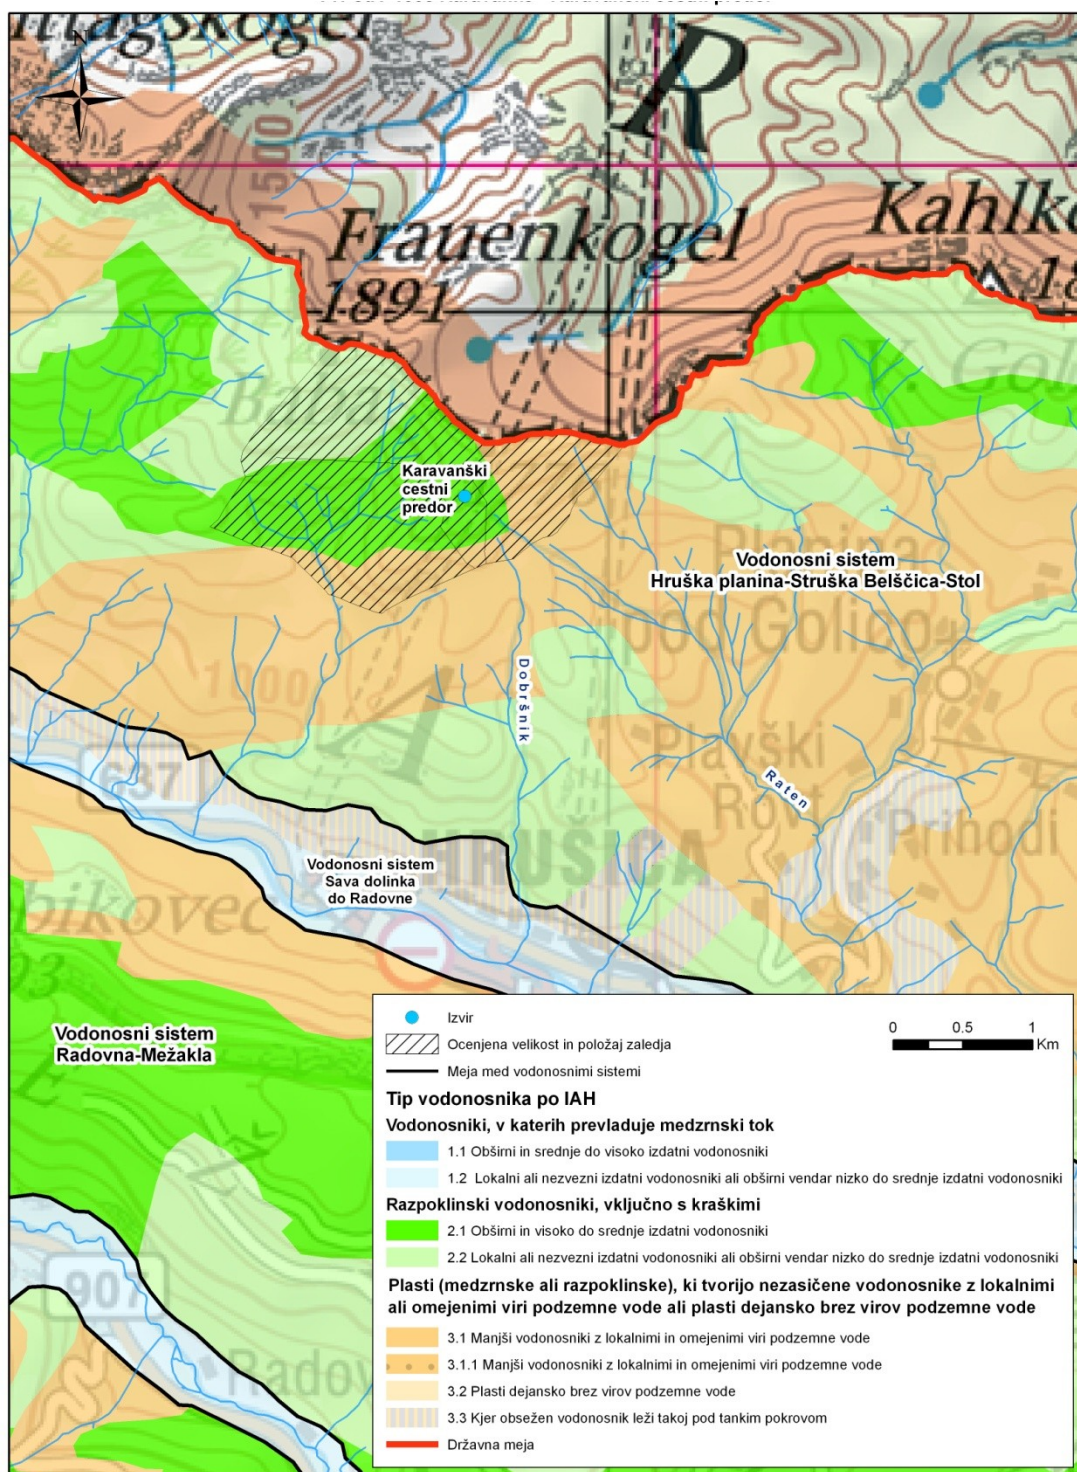 N
R
1500
Frauenkogel
1891
Karavanški
cestni
predor
Vodonosni sistem
Hruška planina-Struška Belščica-Stol
Planina
pod Golico
1000
A
Dobršnik
Plavški
Rovt
Raten
Prihodi
637
HRUŠICA
Vodonosni sistem
Sava dolinka
do Radovne
Vodonosni sistem
Radovna-Mežakla
907
Izvir
Ocenjena velikost in položaj zaledja
Meja med vodonosnimi sistemi
0 0.5 1
Km
Tip vodonosnika po IAH
Vodonosniki, v katerih prevladuje medzrnski tok
1.1 Obširni in srednje do visoko izdatni vodonosniki
1.2 Lokalni ali nezvezni izdatni vodonosniki ali obširni vendar nizko do srednje izdatni vodonosniki
Razpoklinski vodonosniki, vključno s kraškimi
2.1 Obširni in visoko do srednje izdatni vodonosniki
2.2 Lokalni ali nezvezni izdatni vodonosniki ali obširni vendar nizko do srednje izdatni vodonosniki
Plasti (medzrnske ali razpoklinske), ki tvorijo nezasičene vodonosnike z lokalnimi
ali omejenimi viri podzemne vode ali plasti dejansko brez virov podzemne vode
3.1 Manjši vodonosniki z lokalnimi in omejenimi viri podzemne vode
3.1.1 Manjši vodonosniki z lokalnimi in omejenimi viri podzemne vode
3.2 Plasti dejansko brez virov podzemne vode
3.3 Kjer obsežen vodonosnik leži takoj pod tankim pokrovom
Državna meja